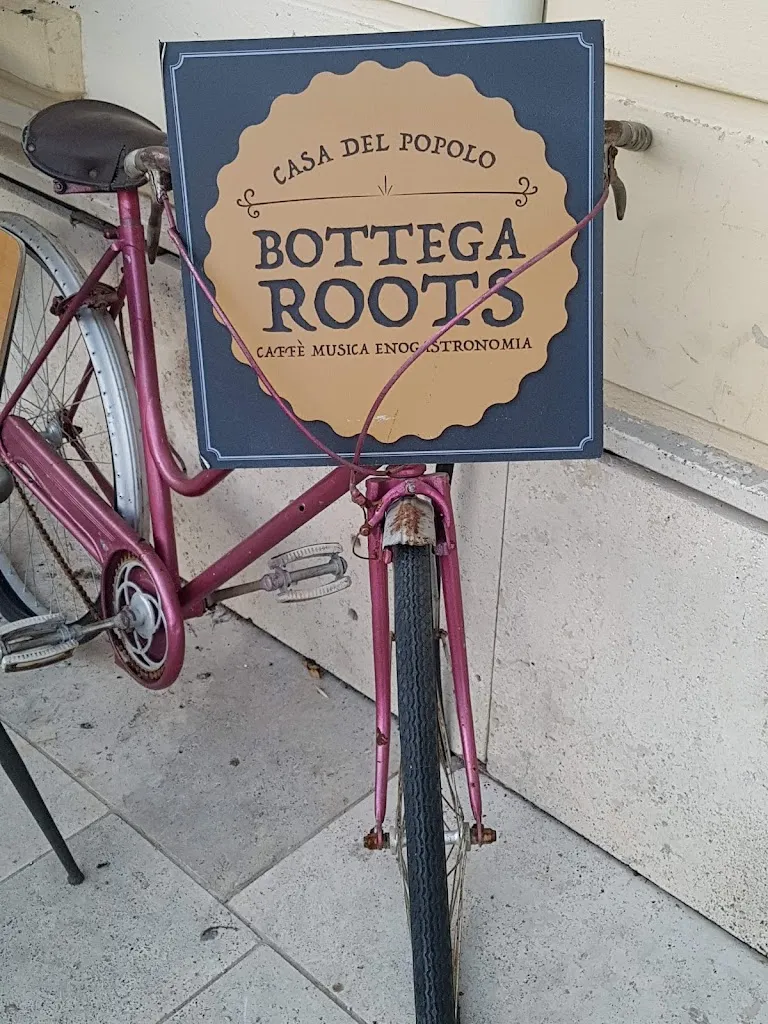 CASA DEL POPOLO
BOTTEGA
ROOTS
CAFFÈ MUSICA ENOGASTRONOMIA